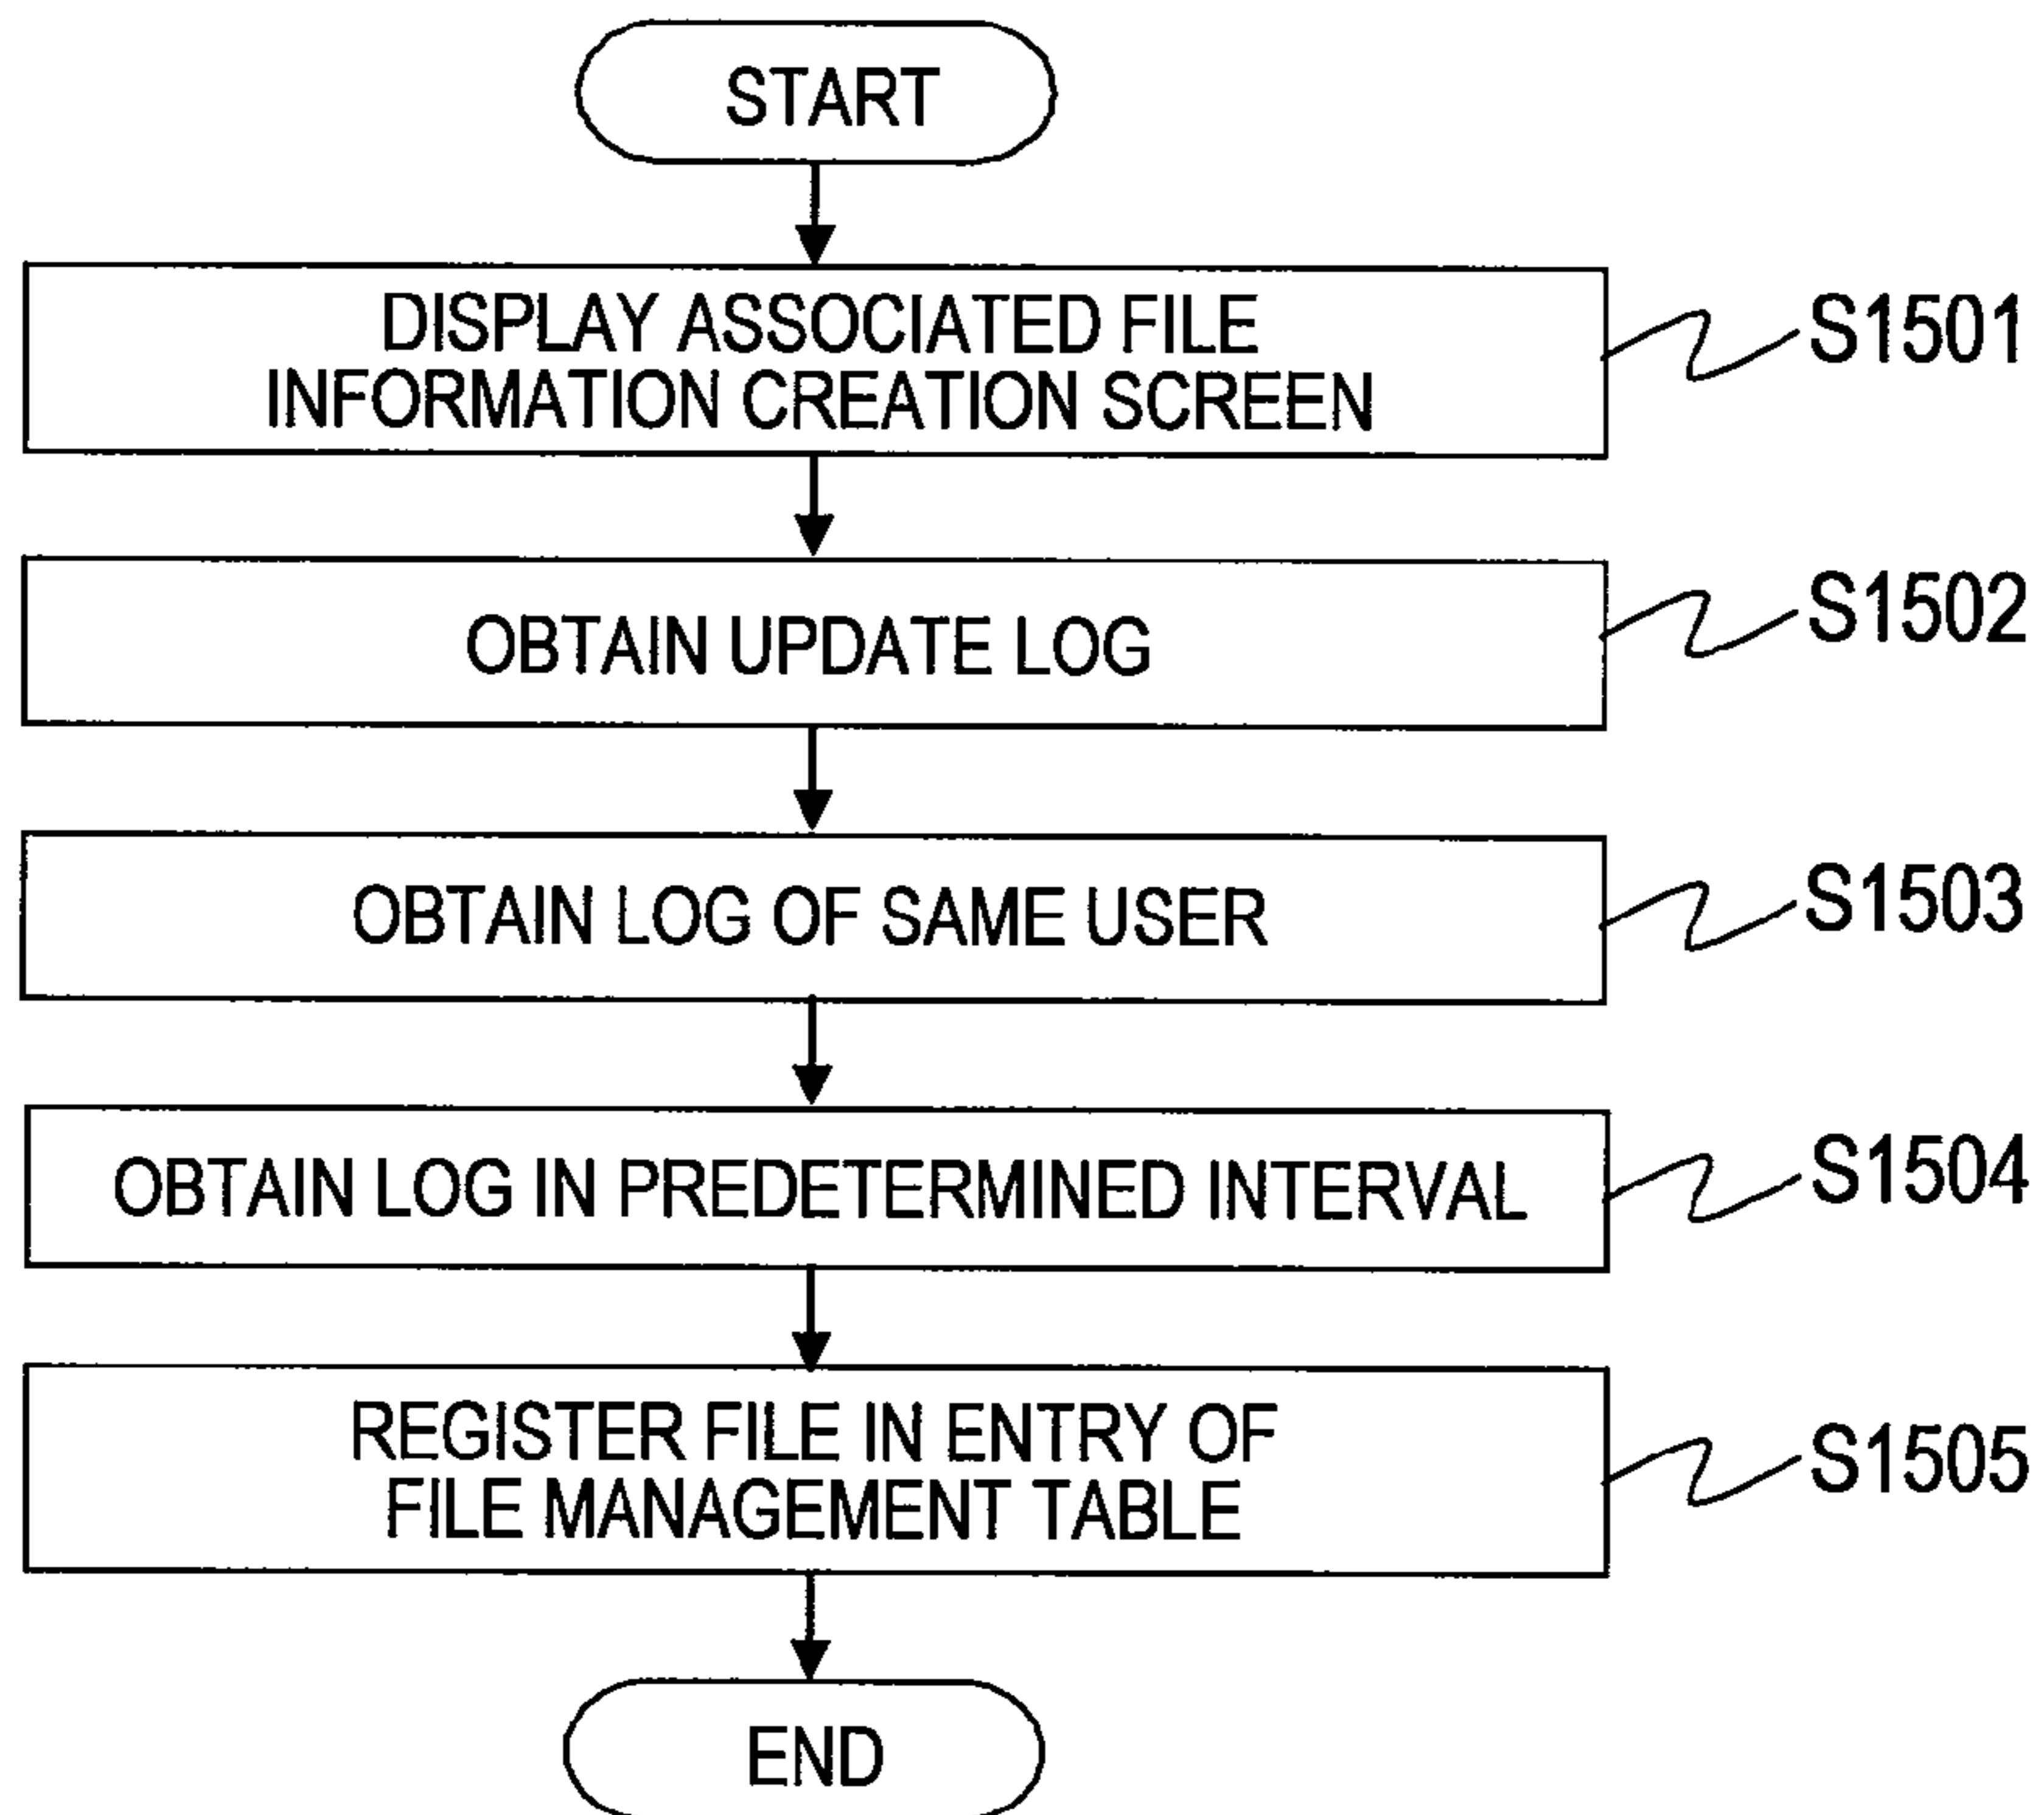 START
DISPLAY ASSOCIATED FILE
INFORMATION CREATION SCREEN
S1501
OBTAIN UPDATE LOG
S1502
OBTAIN LOG OF SAME USER
S1503
OBTAIN LOG IN PREDETERMINED INTERVAL
S1504
REGISTER FILE IN ENTRY OF
FILE MANAGEMENT TABLE
S1505
END